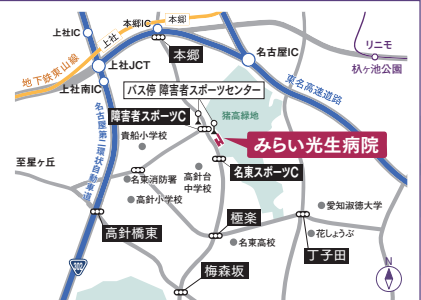 上社IC
本郷IC
本郷
上社
本郷
名古屋IC
リニモ
杁ヶ池公園
地下鉄東山線
上社JCT
上社南IC
東名高速道路
バス停 障害者スポーツセンター
障害者スポーツC
猪高緑地
貴船小学校
みらい光生病院
至星ヶ丘
名古屋第二環状自動車道
名東消防署
高針台
中学校
名東スポーツC
高針小学校
愛知淑徳大学
極楽
高針橋東
花しょうぶ
名東高校
丁子田
302
梅森坂
N